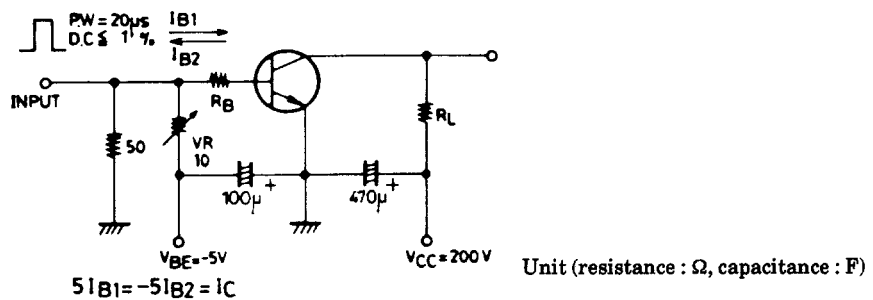 P.W=20μs
D.C≦ 1%
IB1
IB2
INPUT
RB
RL
50
VR
10
100μ
+
470μ
+
VBE=-5V
VCC=200V
5IB1=-5IB2=IC
Unit (resistance : Ω, capacitance : F)